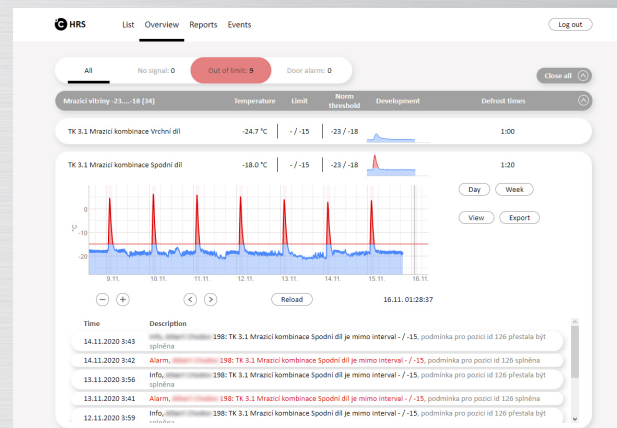 HRS List Overview Reports Events Log out
All No signal: 0 Out of limit: 9 Door alarm: 0
Close all
Mrazicí vitriny -23....-18 {34} Temperature Limit Norm threshold Development Defrost times
TK 3.1 Mrazicí kombinace Vrchní díl -24.7 °C - / -15 -23 / -18 1:00
TK 3.1 Mrazicí kombinace Spodní díl -18.0 °C - / -15 -23 / -18 1:20
Day Week
View Export
°C
0
-10
-20
9.11. 10.11. 11.11. 12.11. 13.11. 14.11. 15.11. 16.11.
Reload 16.11. 01:28:37
Time Description
14.11.2020 3:43 198: TK 3.1 Mrazicí kombinace Spodní díl je mimo interval - / -15, podmínka pro pozici id 126 přestala být
splněna
14.11.2020 3:42 Alarm, 198: TK 3.1 Mrazicí kombinace Spodní díl je mimo interval - / -15, podmínka pro pozici id 126 splněna
13.11.2020 3:56 Info, 198: TK 3.1 Mrazicí kombinace Spodní díl je mimo interval - / -15, podmínka pro pozici id 126 přestala být
splněna
13.11.2020 3:41 Alarm, 198: TK 3.1 Mrazicí kombinace Spodní díl je mimo interval - / -15, podmínka pro pozici id 126 splněna
12.11.2020 3:59 Info, 198: TK 3.1 Mrazicí kombinace Spodní díl je mimo interval - / -15, podmínka pro pozici id 126 přestala být
splněna